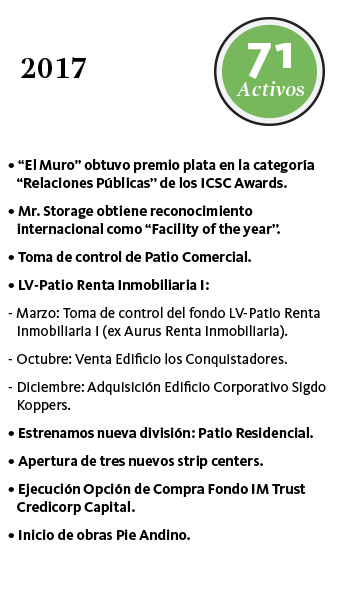 2017
71
Activos
• “El Muro” obtuvo premio plata en la categoría
“Relaciones Públicas” de los ICSC Awards.
• Mr. Storage obtiene reconocimiento
internacional como “Facility of the year”.
• Toma de control de Patio Comercial.
• LV-Patio Renta Inmobiliaria I:
- Marzo: Toma de control del fondo LV-Patio Renta
Inmobiliaria I (ex Aurus Renta Inmobiliaria).
- Octubre: Venta Edificio los Conquistadores.
- Diciembre: Adquisición Edificio Corporativo Sigdo
Koppers.
• Estrenamos nueva división: Patio Residencial.
• Apertura de tres nuevos strip centers.
• Ejecución Opción de Compra Fondo IM Trust
Credicorp Capital.
• Inicio de obras Pie Andino.